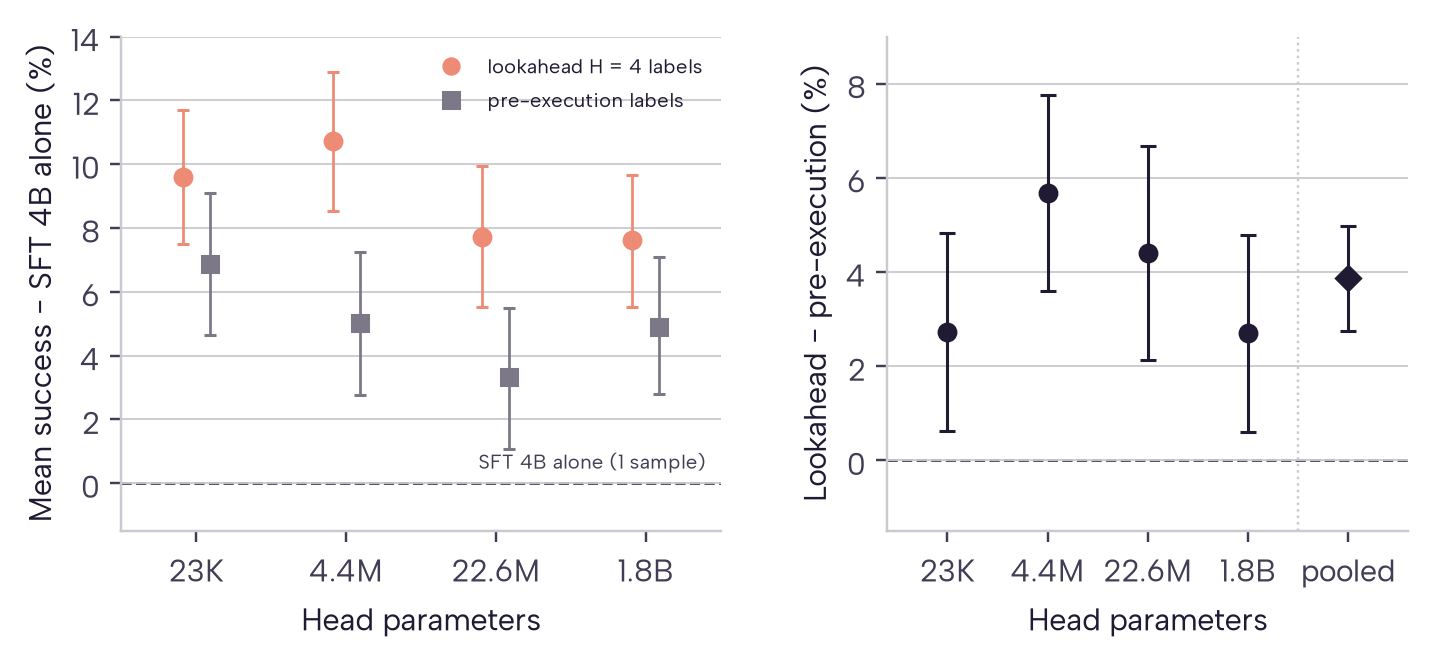 Mean success – SFT 4B alone (%)
14
12
10
8
6
4
2
0
lookahead H = 4 labels
pre-execution labels
SFT 4B alone (1 sample)
23K
4.4M
22.6M
1.8B
Head parameters
Lookahead – pre-execution (%)
8
6
4
2
0
23K
4.4M
22.6M
1.8B
pooled
Head parameters